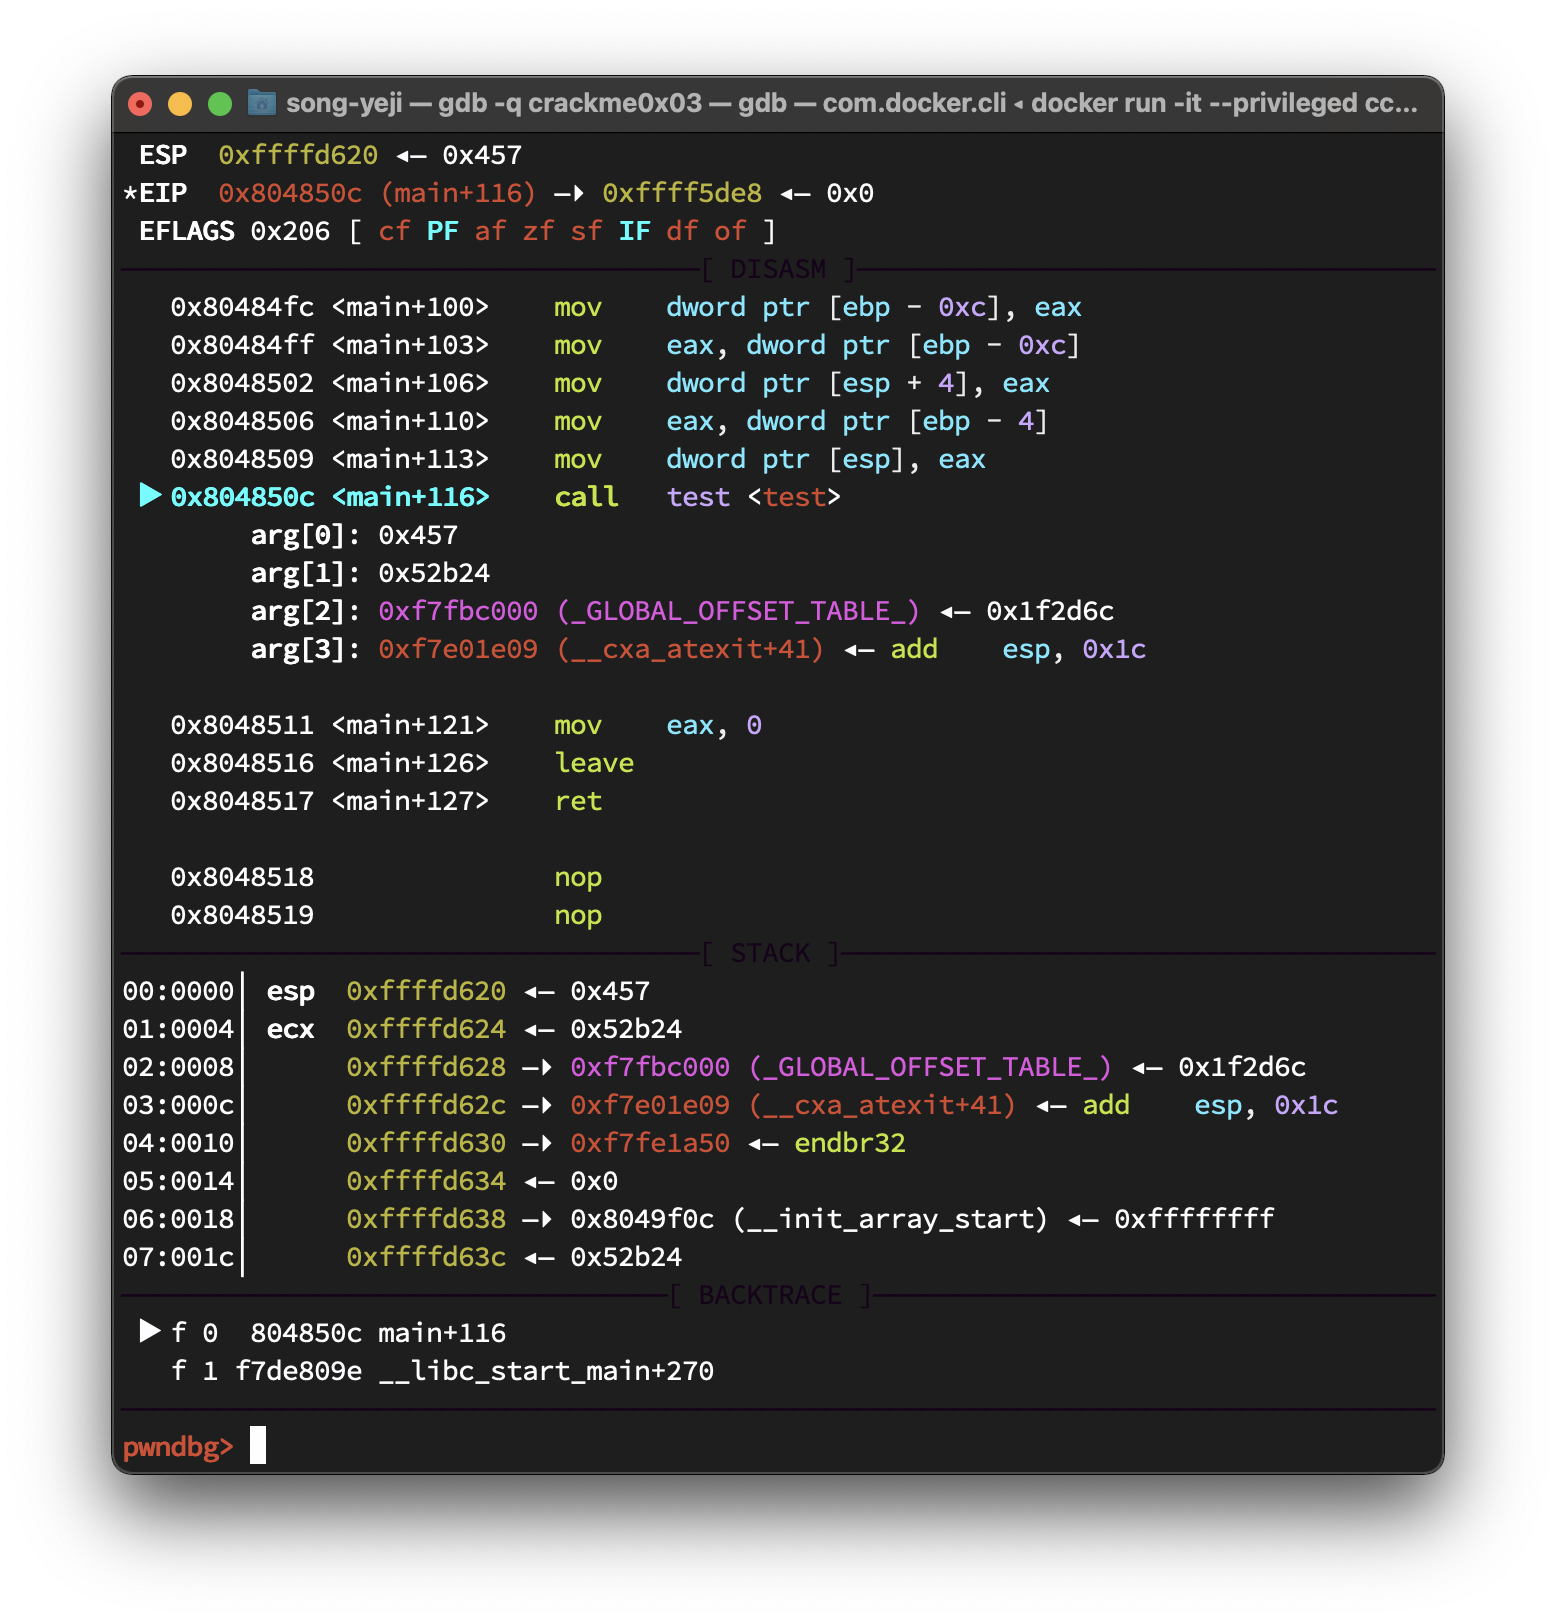 song-yeji — gdb -q crackme0x03 — gdb — com.docker.cli ◂ docker run -it --privileged cc...
ESP  0xffffd620 ◂— 0x457
*EIP  0x804850c (main+116) —▸ 0xffff5de8 ◂— 0x0
EFLAGS 0x206 [ cf PF af zf sf IF df of ]
[ DISASM ]
0x80484fc <main+100>    mov    dword ptr [ebp - 0xc], eax
0x80484ff <main+103>    mov    eax, dword ptr [ebp - 0xc]
0x8048502 <main+106>    mov    dword ptr [esp + 4], eax
0x8048506 <main+110>    mov    eax, dword ptr [ebp - 4]
0x8048509 <main+113>    mov    dword ptr [esp], eax
► 0x804850c <main+116>    call   test <test>
arg[0]: 0x457
arg[1]: 0x52b24
arg[2]: 0xf7fbc000 (_GLOBAL_OFFSET_TABLE_) ◂— 0x1f2d6c
arg[3]: 0xf7e01e09 (__cxa_atexit+41) ◂— add    esp, 0x1c
0x8048511 <main+121>    mov    eax, 0
0x8048516 <main+126>    leave
0x8048517 <main+127>    ret
0x8048518               nop
0x8048519               nop
[ STACK ]
00:0000│ esp  0xffffd620 ◂— 0x457
01:0004│ ecx  0xffffd624 ◂— 0x52b24
02:0008│      0xffffd628 —▸ 0xf7fbc000 (_GLOBAL_OFFSET_TABLE_) ◂— 0x1f2d6c
03:000c│      0xffffd62c —▸ 0xf7e01e09 (__cxa_atexit+41) ◂— add    esp, 0x1c
04:0010│      0xffffd630 —▸ 0xf7fe1a50 ◂— endbr32
05:0014│      0xffffd634 ◂— 0x0
06:0018│      0xffffd638 —▸ 0x8049f0c (__init_array_start) ◂— 0xffffffff
07:001c│      0xffffd63c ◂— 0x52b24
[ BACKTRACE ]
► f 0  804850c main+116
f 1 f7de809e __libc_start_main+270
pwndbg>